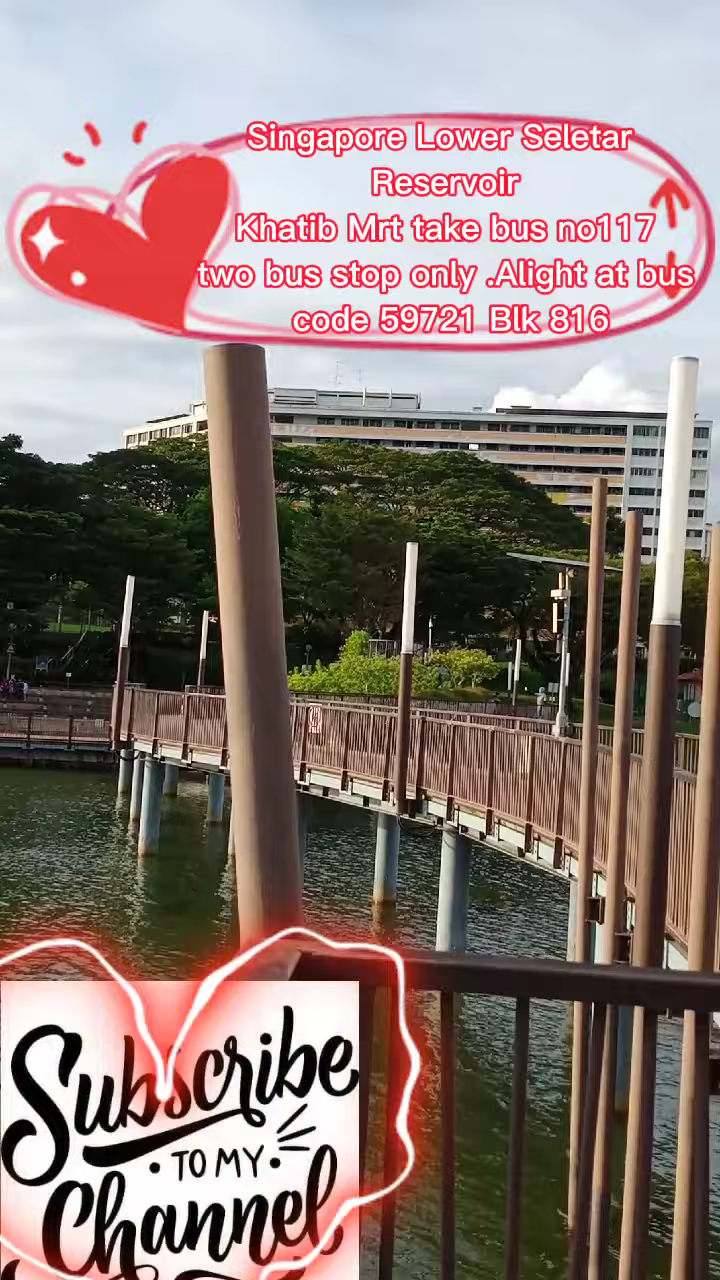 Singapore Lower Seletar
Reservoir
Khatib Mrt take bus no117
two bus stop only .Alight at bus
code 59721 Blk 816
Subscribe
• TO MY •
Channel